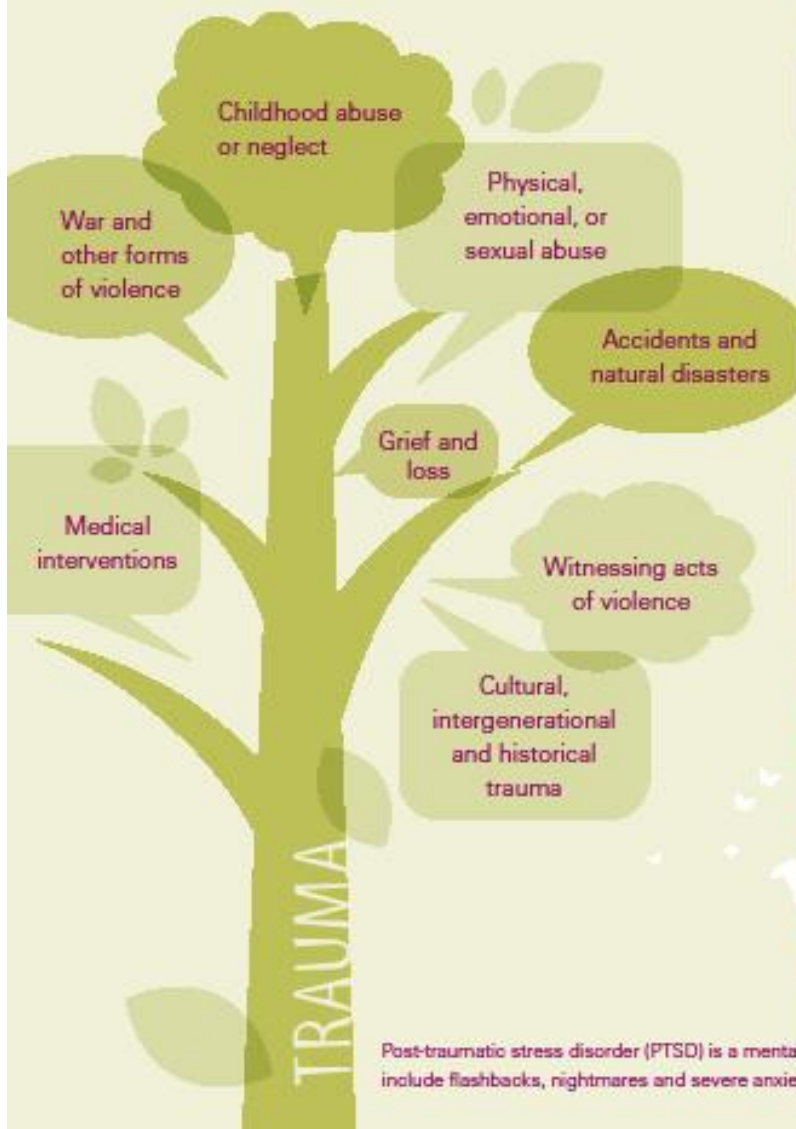 Childhood abuse
or neglect
Physical,
emotional, or
sexual abuse
War and
other forms
of violence
Accidents and
natural disasters
Grief and
loss
Medical
interventions
Witnessing acts
of violence
Cultural,
intergenerational
and historical
trauma
TRAUMA
Post-traumatic stress disorder (PTSD) is a menta
include flashbacks, nightmares and severe anxie